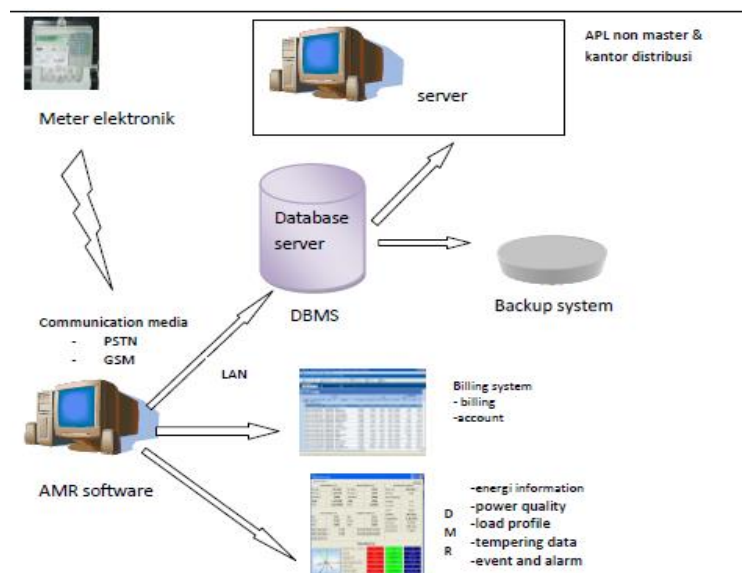 APL non master &
kantor distribusi
server
Meter elektronik
Database
server
DBMS
Backup system
Communication media
- PSTN
- GSM
LAN
AMR software
Billing system
- billing
-account
D
M
R
-energi information
-power quality
-load profile
-tempering data
-event and alarm